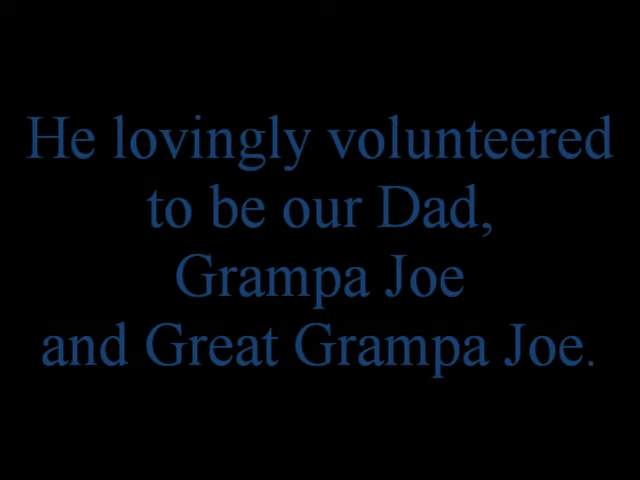 He lovingly volunteered
to be our Dad,
Grampa Joe
and Great Grampa Joe.